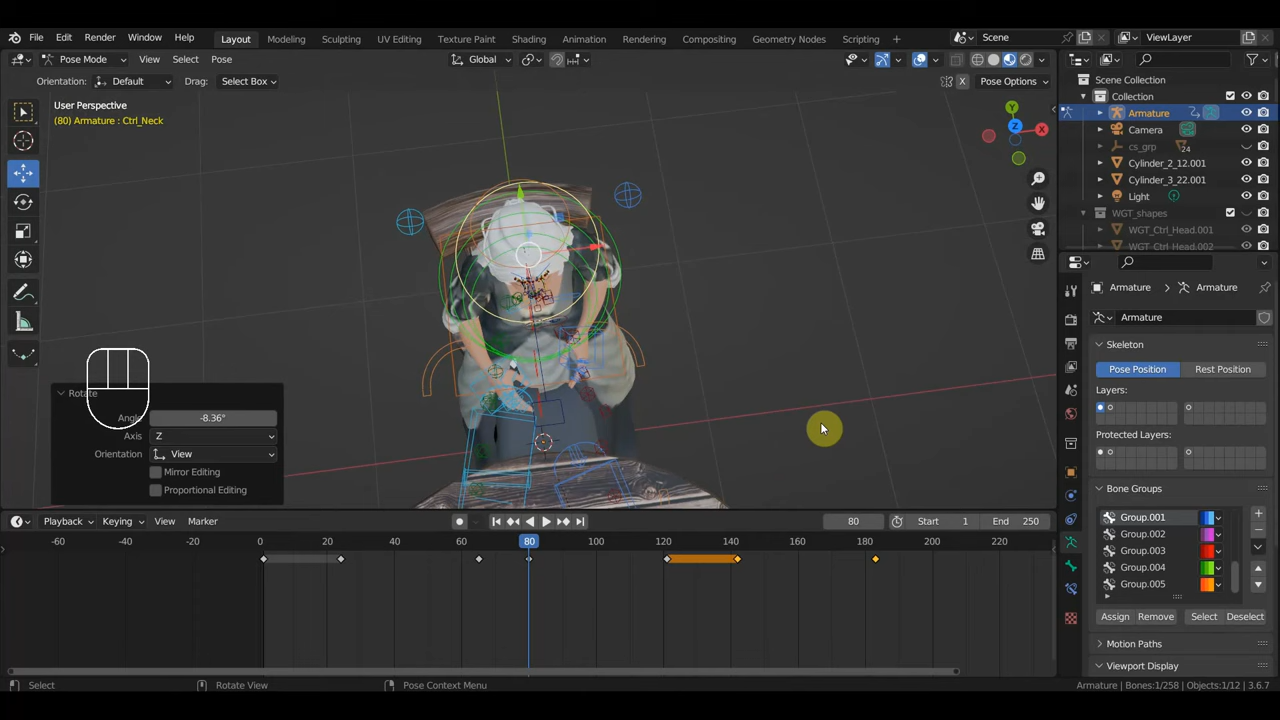 File Edit Render Window Help Layout Modeling Sculpting UV Editing Texture Paint Shading Animation Rendering Compositing Geometry Nodes Scripting + Scene ViewLayer
Pose Mode View Select Pose Global
Orientation: Default Drag: Select Box X Pose Options
Scene Collection
User Perspective
(80) Armature : Ctrl_Neck
Collection
Armature
Camera
cs_grp 24
Cylinder_2_12.001
Cylinder_3_22.001
Light
WGT_shapes
WGT_Ctrl_Head.001
WGT_Ctrl_Head.002
Y
Z
X
Armature > Armature
Armature
Skeleton
Pose Position Rest Position
Layers:
Protected Layers:
Bone Groups
Group.001
Group.002
Group.003
Group.004
Group.005
Assign Remove Select Deselect
Motion Paths
Viewport Display
Rotate
Angle -8.36°
Axis Z
Orientation View
Mirror Editing
Proportional Editing
Playback Keying View Marker 80 Start 1 End 250
-60 -40 -20 0 20 40 60 80 100 120 140 160 180 200 220
Select Rotate View Pose Context Menu Armature | Bones:1/258 | Objects:1/12 | 3.6.7